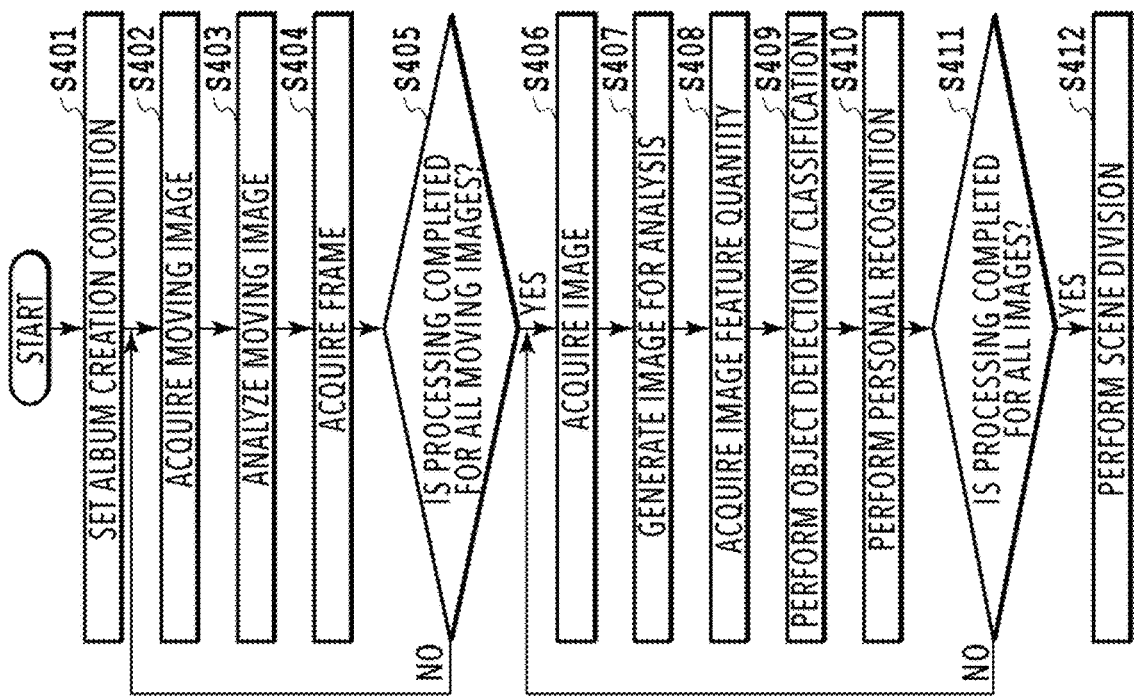 START
S401
SET ALBUM CREATION CONDITION
S402
ACQUIRE MOVING IMAGE
S403
ANALYZE MOVING IMAGE
S404
ACQUIRE FRAME
S405
IS PROCESSING COMPLETED
FOR ALL MOVING IMAGES?
NO
YES
S406
ACQUIRE IMAGE
S407
GENERATE IMAGE FOR ANALYSIS
S408
ACQUIRE IMAGE FEATURE QUANTITY
S409
PERFORM OBJECT DETECTION / CLASSIFICATION
S410
PERFORM PERSONAL RECOGNITION
S411
IS PROCESSING COMPLETED
FOR ALL IMAGES?
NO
YES
S412
PERFORM SCENE DIVISION